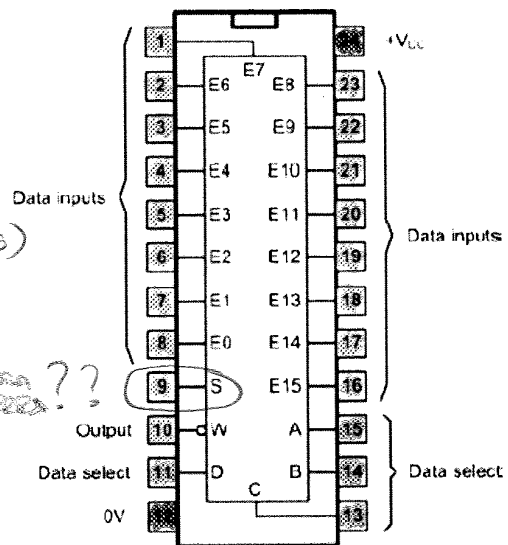 1 E7 +VCC
2 E6 E8 23
3 E5 E9 22
4 E4 E10 21
Data inputs
5 E3 E11 20
Data inputs
6 E2 E12 19
7 E1 E13 18
8 E0 E14 17
?? 9 S E15 16
Output 10 W A 15
Data select 11 D B 14 Data select
0V C 13